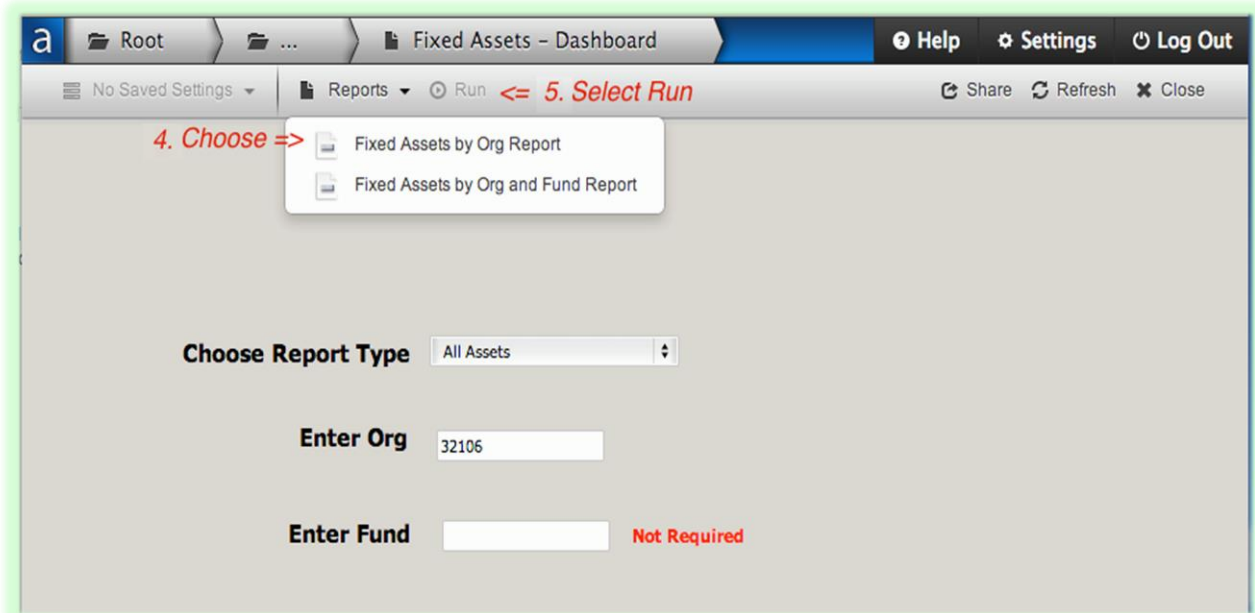 a Root ... Fixed Assets – Dashboard Help Settings Log Out
No Saved Settings Reports Run <= 5. Select Run Share Refresh Close
4. Choose => Fixed Assets by Org Report
Fixed Assets by Org and Fund Report
Choose Report Type All Assets
Enter Org 32106
Enter Fund Not Required